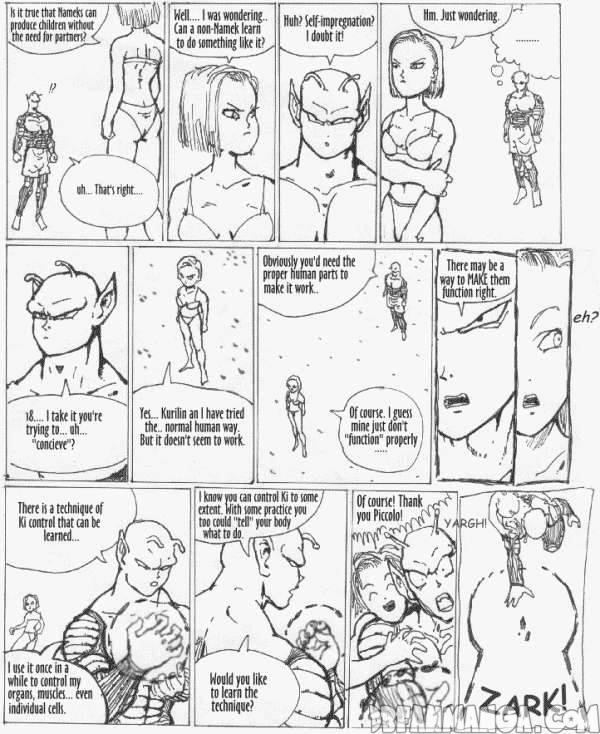 Is it true that Nameks can
produce children without
the need for partners?
!?
uh... That's right....
Well.... I was wondering..
Can a non-Namek learn
to do something like it?
Huh? Self-impregnation?
I doubt it!
Hm. Just wondering.
..........
18.... I take it you're
trying to... uh...
"concieve"?
Yes... Kurilin an I have tried
the.. normal human way.
But it doesn't seem to work.
Obviously you'd need the
proper human parts to
make it work..
Of course. I guess
mine just don't
"function" properly
.....
There may be a
way to MAKE them
function right.
eh?
There is a technique of
Ki control that can be
learned...
I use it once in a
while to control my
organs, muscles... even
individual cells.
I know you can control Ki to some
extent. With some practice you
too could "tell" your body
what to do.
Would you like
to learn the
technique?
Of course! Thank
you Piccolo!
YARGH!
ZARK!
DBFAEMANGA.COM